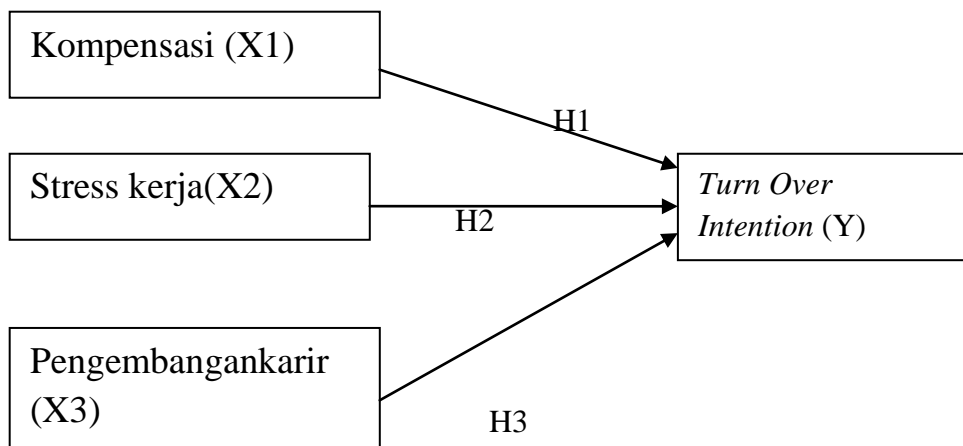 Kompensasi (X1)
H1
Stress kerja(X2)
H2
Turn Over
Intention (Y)
Pengembangankarir
(X3)
H3